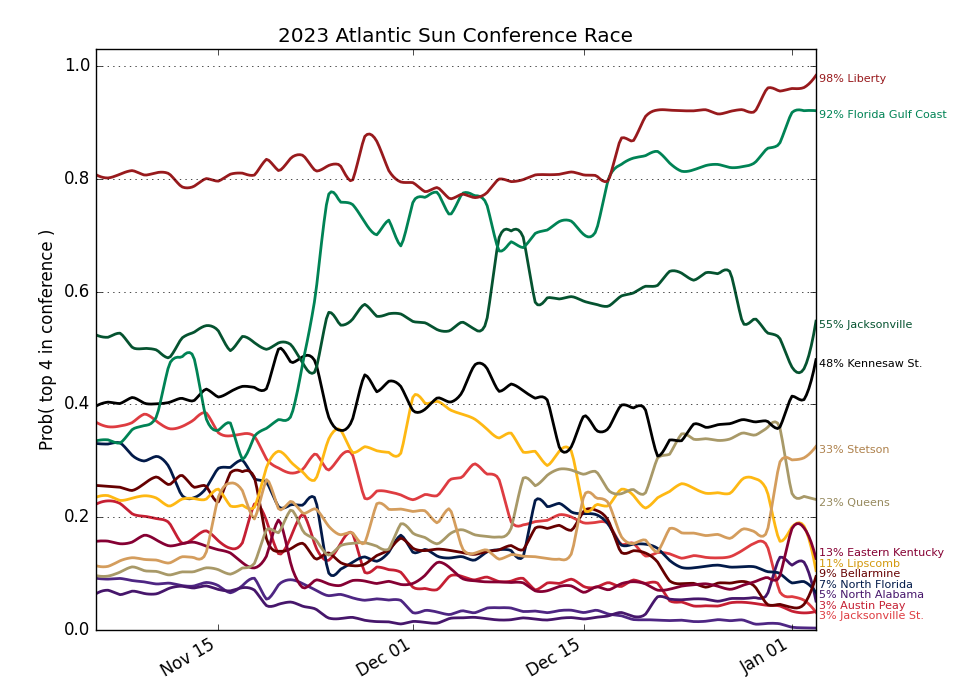 2023 Atlantic Sun Conference Race
Prob( top 4 in conference )
1.0
0.8
0.6
0.4
0.2
0.0
Nov 15
Dec 01
Dec 15
Jan 01
98% Liberty
92% Florida Gulf Coast
55% Jacksonville
48% Kennesaw St.
33% Stetson
23% Queens
13% Eastern Kentucky
11% Lipscomb
9% Bellarmine
7% North Florida
5% North Alabama
3% Austin Peay
3% Jacksonville St.